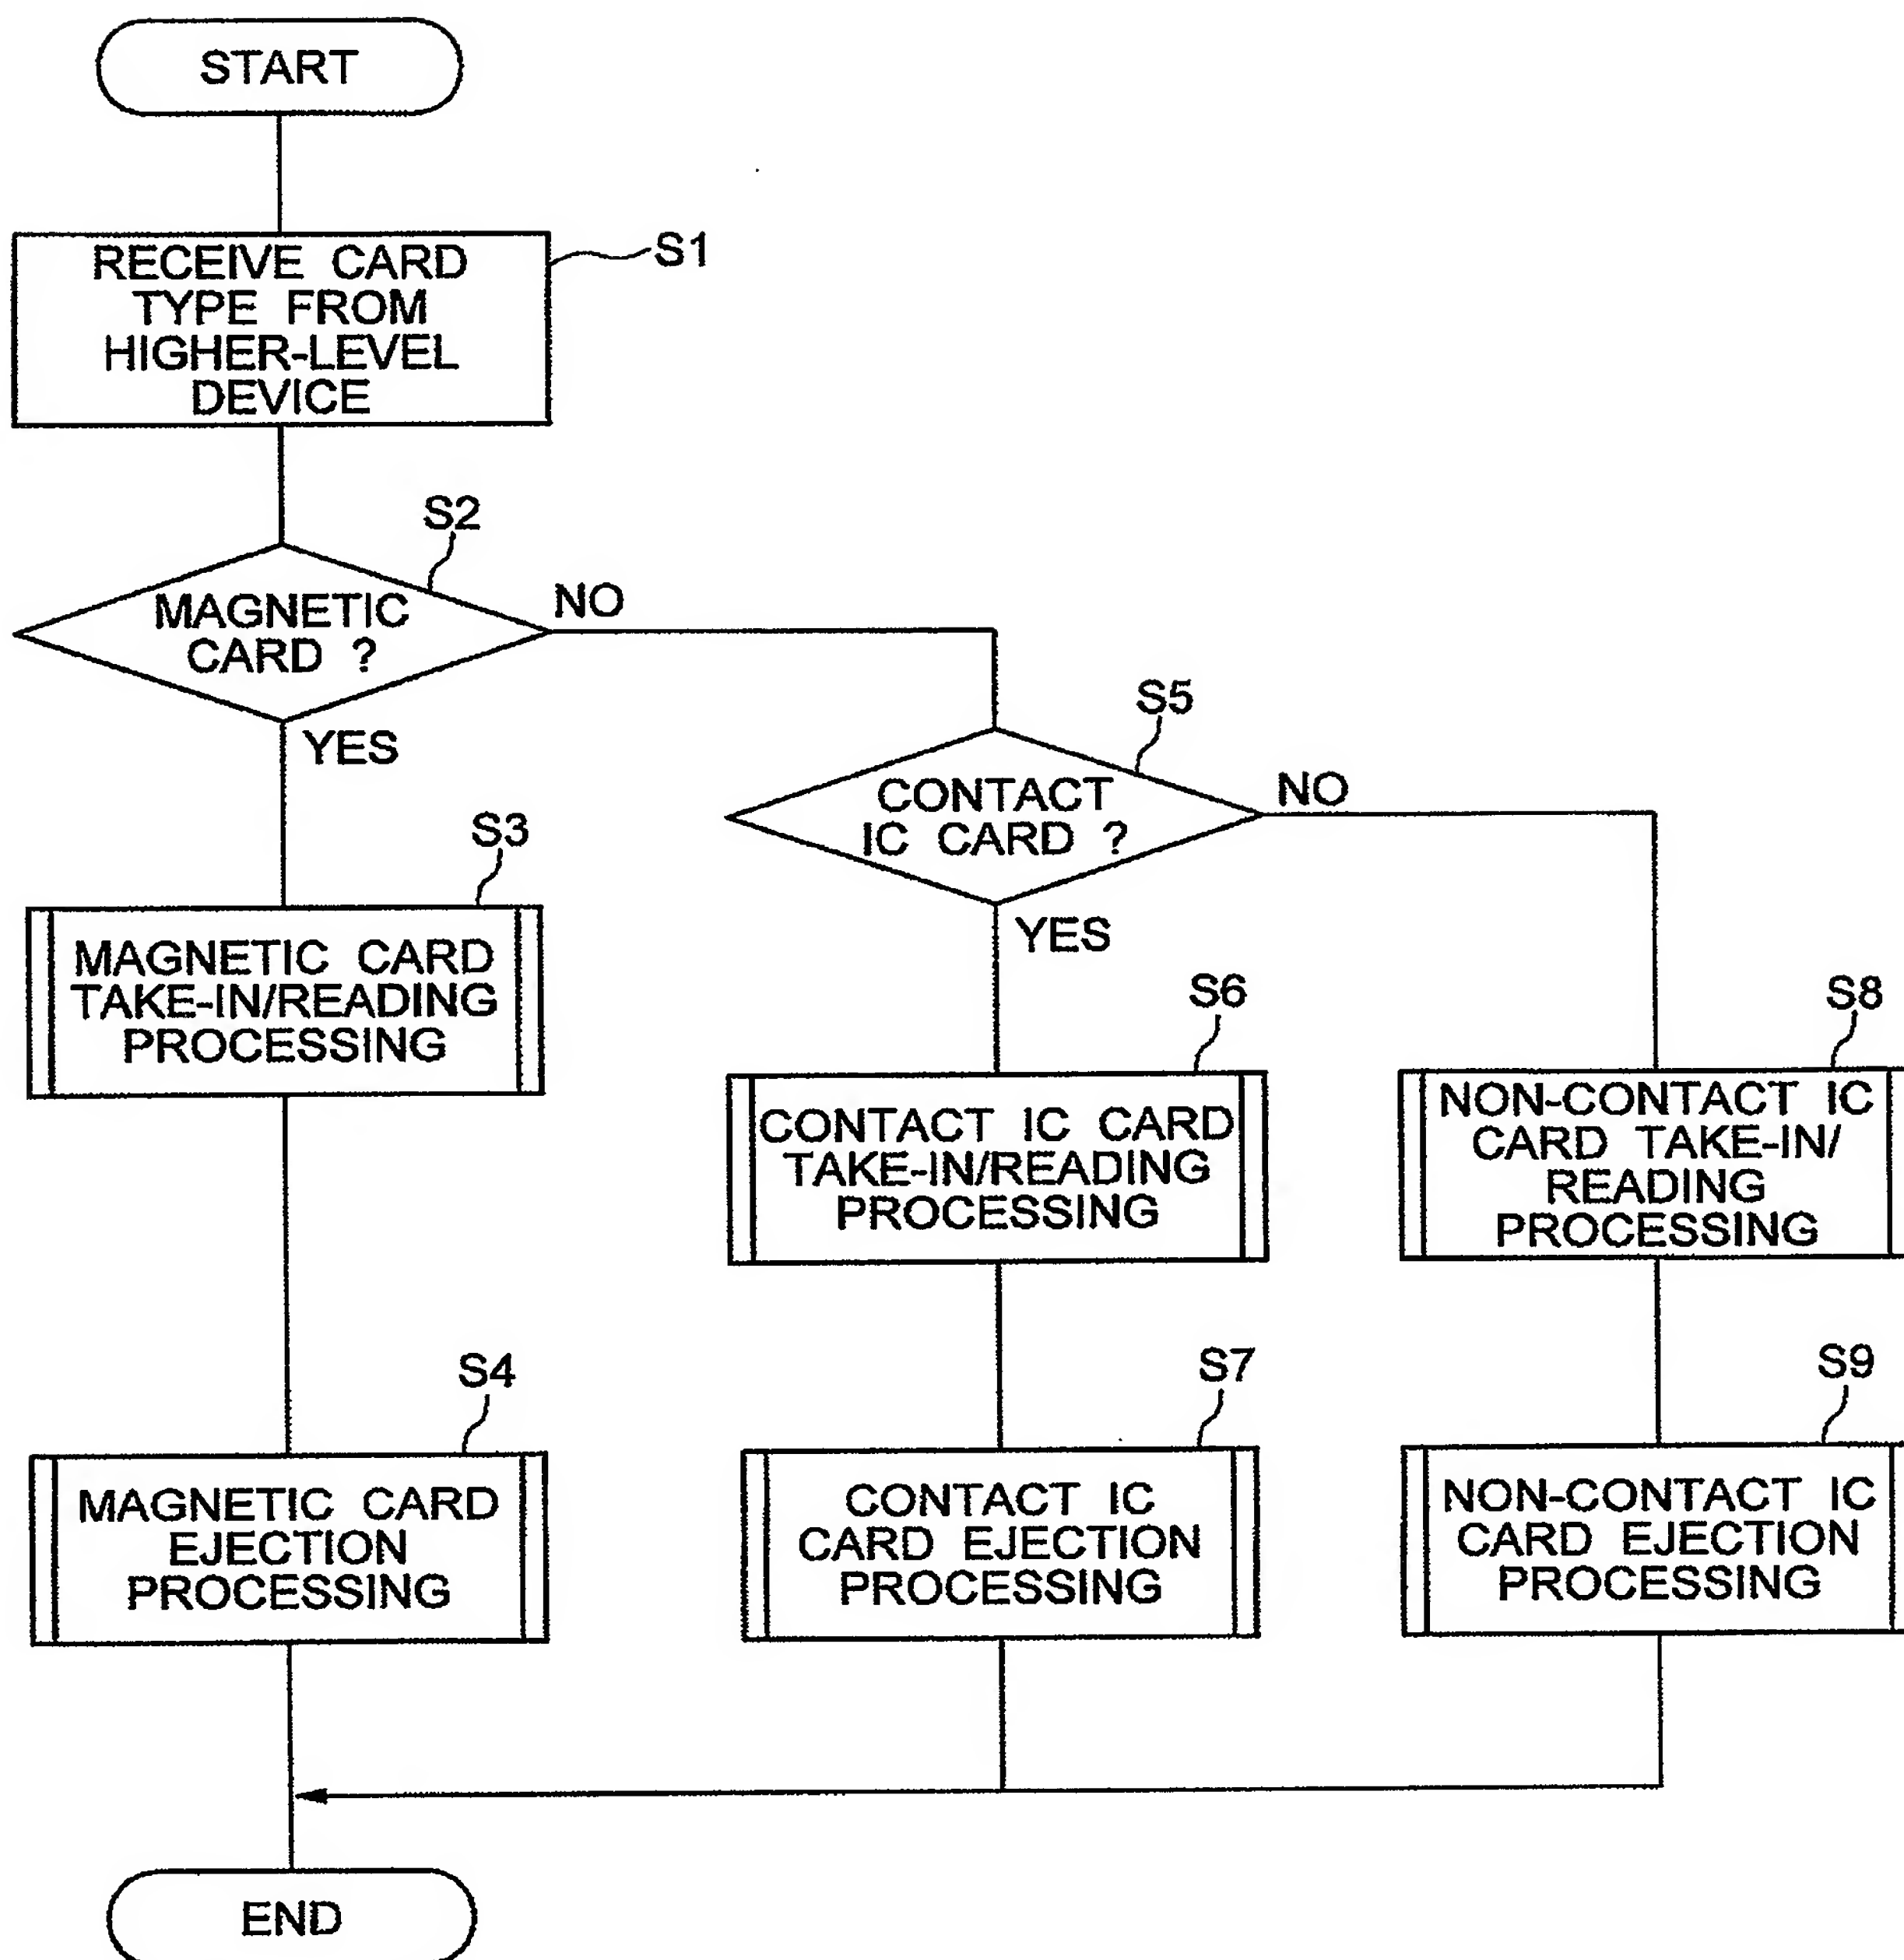 START
RECEIVE CARD
TYPE FROM
HIGHER-LEVEL
DEVICE
S1
S2
MAGNETIC
CARD ?
NO
YES
S5
CONTACT
IC CARD ?
NO
YES
S3
MAGNETIC CARD
TAKE-IN/READING
PROCESSING
S6
CONTACT IC CARD
TAKE-IN/READING
PROCESSING
S8
NON-CONTACT IC
CARD TAKE-IN/
READING
PROCESSING
S4
MAGNETIC CARD
EJECTION
PROCESSING
S7
CONTACT IC
CARD EJECTION
PROCESSING
S9
NON-CONTACT IC
CARD EJECTION
PROCESSING
END